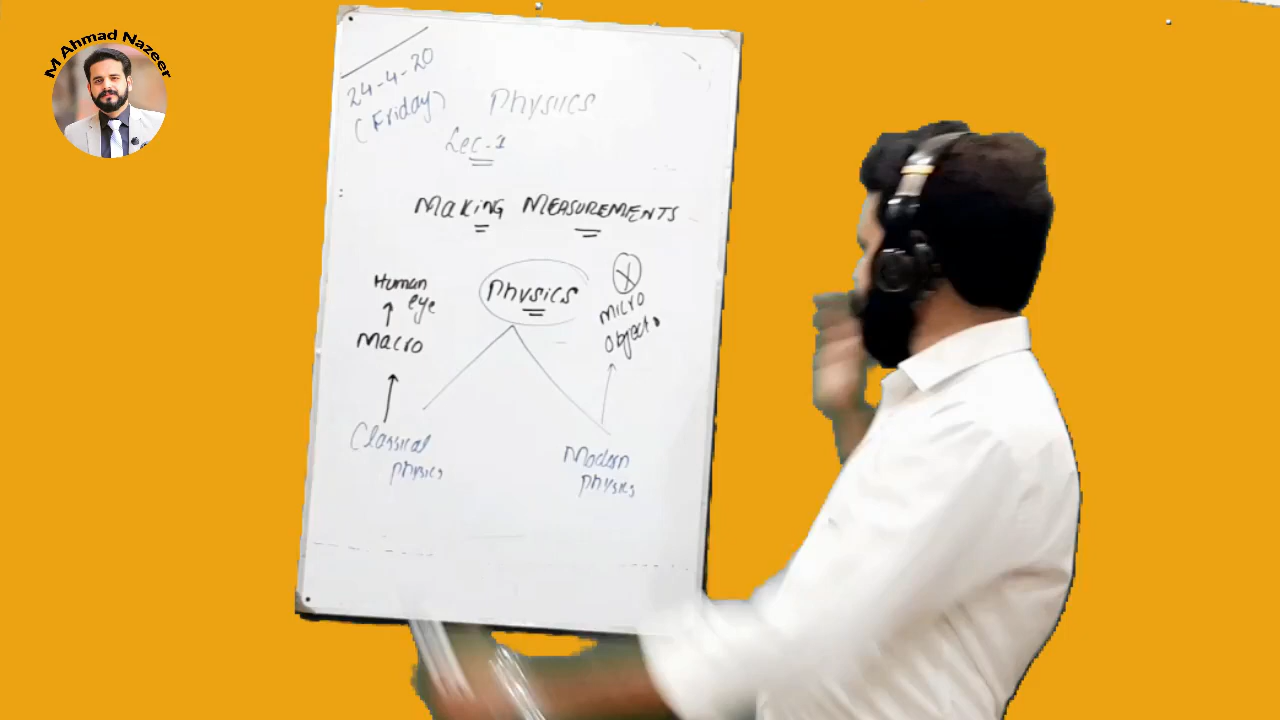 M Ahmad Nazeer
24-4-20
(Friday)
Physics
Lec-1
MAKING MEASUREMENTS
Human
eye
Macro
Classical
physics
Physics
X
MICRO
objects
Modern
physics